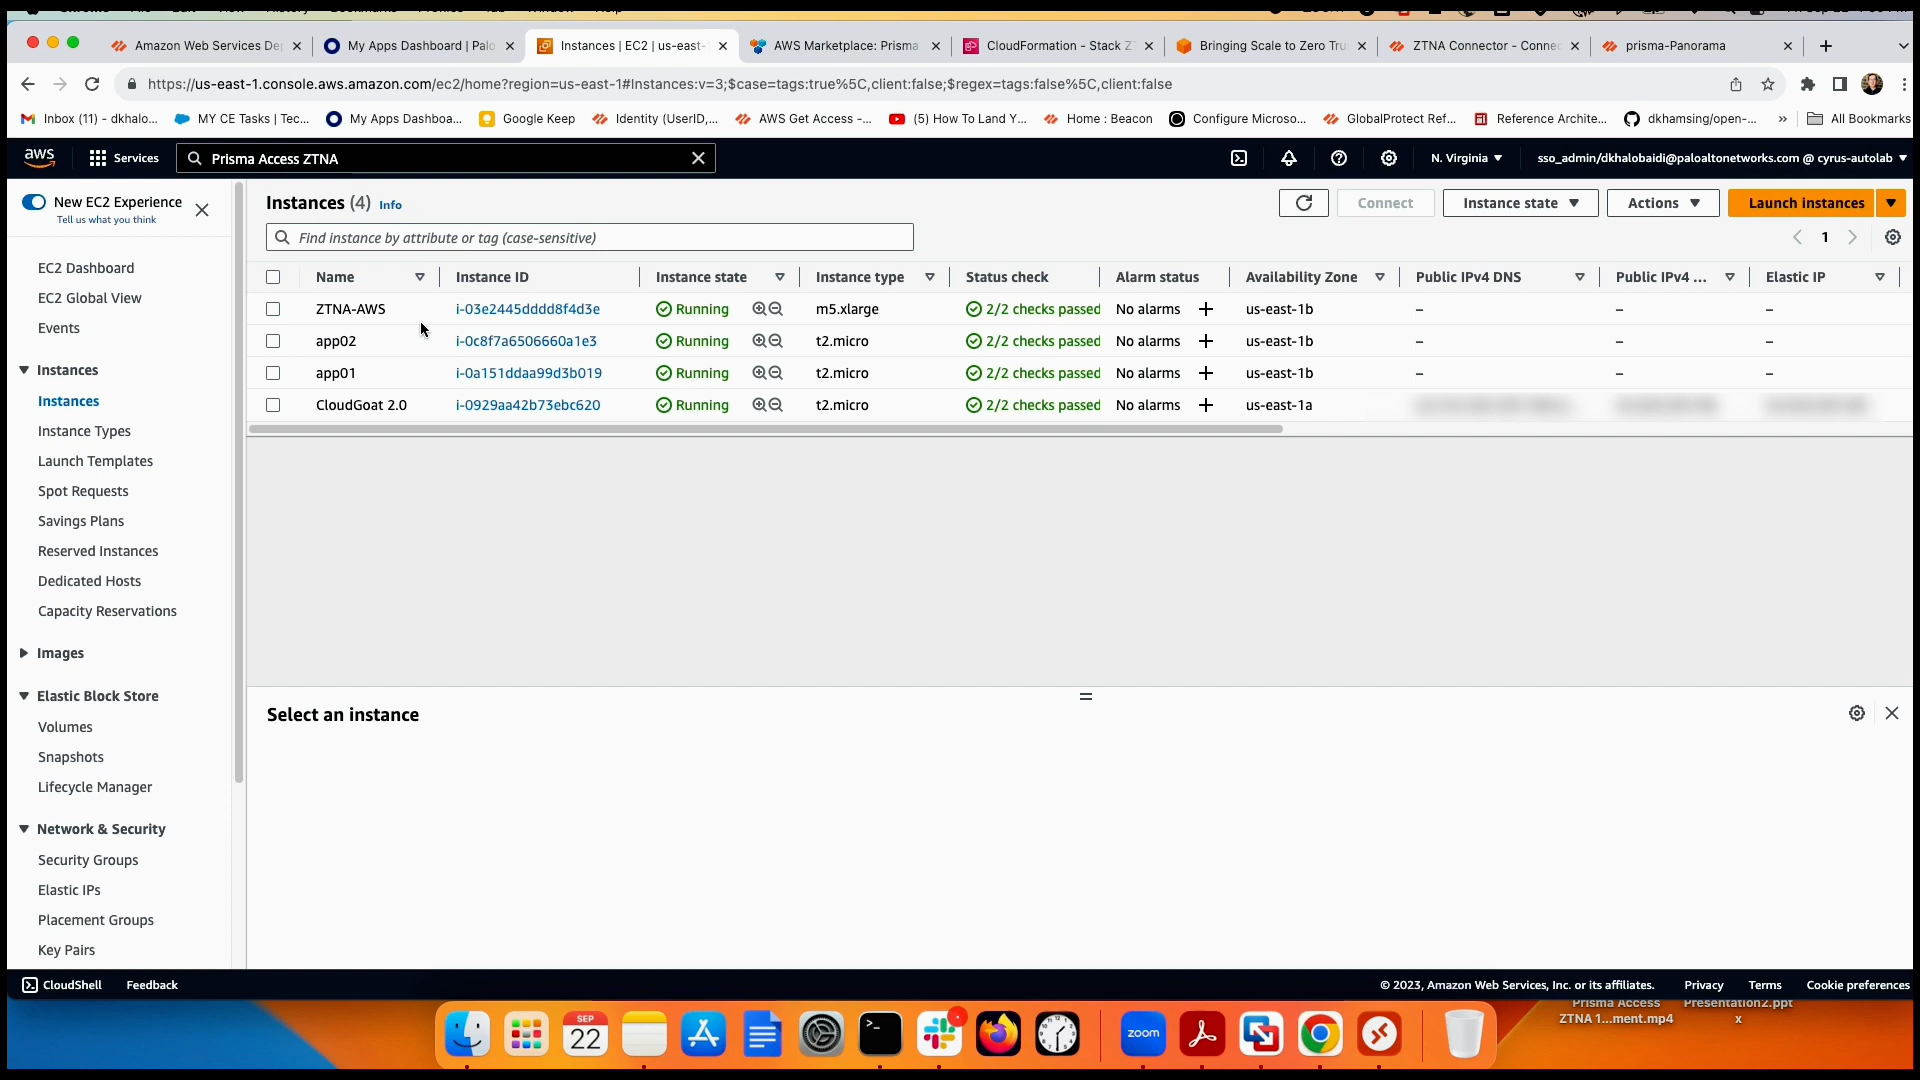 Amazon Web Services De
My Apps Dashboard | Palo
Instances | EC2 | us-east-
AWS Marketplace: Prisma
CloudFormation - Stack Z
Bringing Scale to Zero Tru
ZTNA Connector - Conne
prisma-Panorama
https://us-east-1.console.aws.amazon.com/ec2/home?region=us-east-1#Instances:v=3;$case=tags:true%5C,client:false;$regex=tags:false%5C,client:false
Inbox (11) - dkhalo...
MY CE Tasks | Tec...
My Apps Dashboa...
Google Keep
Identity (UserID,...
AWS Get Access -...
(5) How To Land Y...
Home : Beacon
Configure Microso...
GlobalProtect Ref...
Reference Archite...
dkhamsing/open-...
»
All Bookmarks
aws
Services
Prisma Access ZTNA
N. Virginia
sso_admin/dkhalobaidi@paloaltonetworks.com @ cyrus-autolab
New EC2 Experience
Tell us what you think
EC2 Dashboard
EC2 Global View
Events
Instances
Instances
Instance Types
Launch Templates
Spot Requests
Savings Plans
Reserved Instances
Dedicated Hosts
Capacity Reservations
Images
Elastic Block Store
Volumes
Snapshots
Lifecycle Manager
Network & Security
Security Groups
Elastic IPs
Placement Groups
Key Pairs
Instances (4) Info
Connect
Instance state
Actions
Launch instances
Find instance by attribute or tag (case-sensitive)
1
Name Instance ID Instance state Instance type Status check Alarm status Availability Zone Public IPv4 DNS Public IPv4 ... Elastic IP
ZTNA-AWS i-03e2445dddd8f4d3e Running m5.xlarge 2/2 checks passed No alarms + us-east-1b – – –
app02 i-0c8f7a6506660a1e3 Running t2.micro 2/2 checks passed No alarms + us-east-1b – – –
app01 i-0a151ddaa99d3b019 Running t2.micro 2/2 checks passed No alarms + us-east-1b – – –
CloudGoat 2.0 i-0929aa42b73ebc620 Running t2.micro 2/2 checks passed No alarms + us-east-1a
Select an instance
CloudShell
Feedback
© 2023, Amazon Web Services, Inc. or its affiliates.
Privacy
Terms
Cookie preferences
Prisma Access
ZTNA 1...ment.mp4
Presentation2.ppt
x
SEP
22
zoom